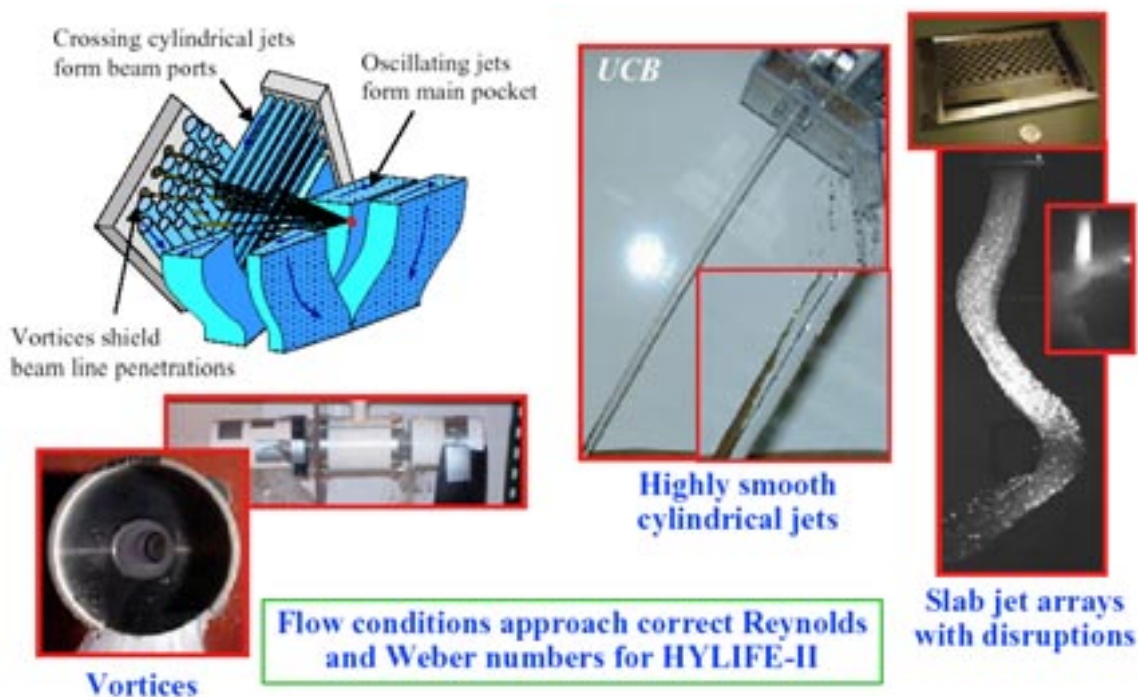 Crossing cylindrical jets
form beam ports
Oscillating jets
form main pocket
Vortices shield
beam line penetrations
UCB
Highly smooth
cylindrical jets
Slab jet arrays
with disruptions
Vortices
Flow conditions approach correct Reynolds
and Weber numbers for HYLIFE-II